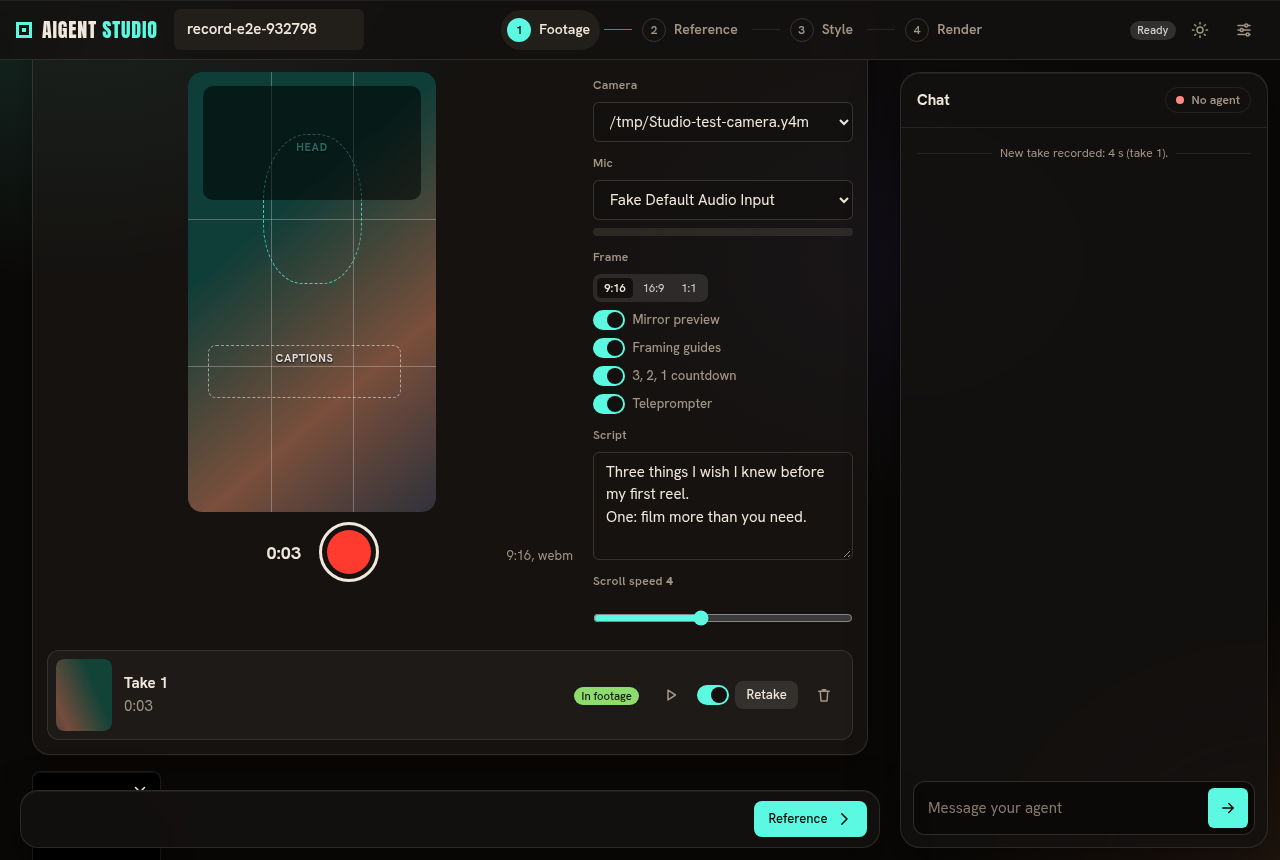 AIGENT STUDIO
record-e2e-932798
1 Footage
2 Reference
3 Style
4 Render
Ready
HEAD
CAPTIONS
0:03
9:16, webm
Camera
/tmp/Studio-test-camera.y4m
Mic
Fake Default Audio Input
Frame
9:16 16:9 1:1
Mirror preview
Framing guides
3, 2, 1 countdown
Teleprompter
Script
Three things I wish I knew before
my first reel.
One: film more than you need.
Scroll speed 4
Take 1
0:03
In footage
Retake
Reference
Chat
No agent
New take recorded: 4 s (take 1).
Message your agent